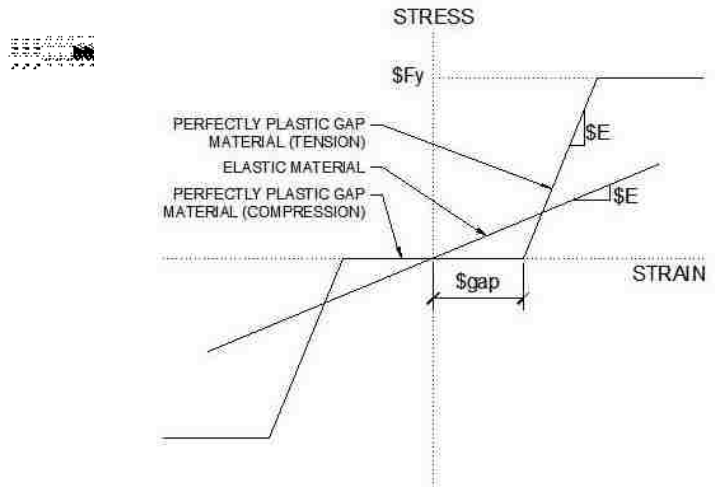 STRESS
$Fy
PERFECTLY PLASTIC GAP
MATERIAL (TENSION)
$E
ELASTIC MATERIAL
PERFECTLY PLASTIC GAP
MATERIAL (COMPRESSION)
$E
$gap
STRAIN